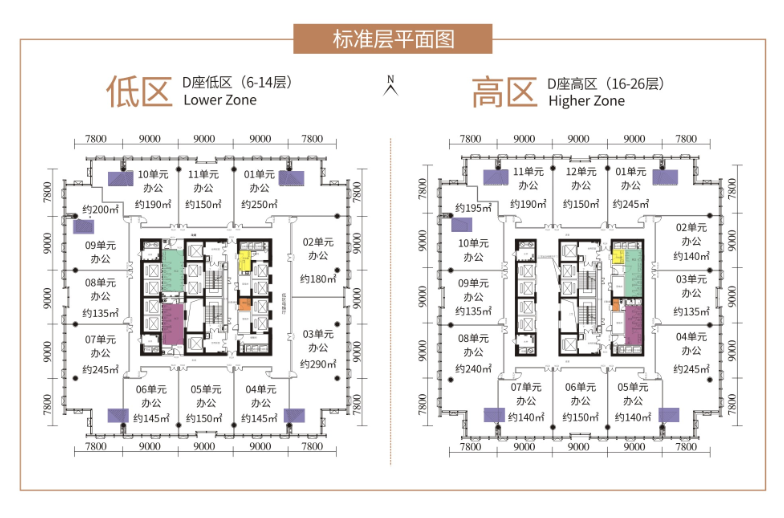 标准层平面图
低区
D座低区（6-14层）
Lower Zone
N
高区
D座高区（16-26层）
Higher Zone
7800 9000 9000 9000 7800
10单元
办公
约190㎡
11单元
办公
约150㎡
01单元
办公
约250㎡
约200㎡
09单元
办公
02单元
办公
约180㎡
08单元
办公
约135㎡
07单元
办公
约245㎡
03单元
办公
约290㎡
06单元
办公
约145㎡
05单元
办公
约150㎡
04单元
办公
约145㎡
7800 9000 9000 7800
7800 9000 9000 7800
7800 9000 9000 9000 7800
7800 9000 9000 9000 7800
11单元
办公
约190㎡
12单元
办公
约150㎡
01单元
办公
约245㎡
约195㎡
10单元
办公
02单元
办公
约140㎡
09单元
办公
约135㎡
03单元
办公
约135㎡
08单元
办公
约240㎡
04单元
办公
约245㎡
07单元
办公
约140㎡
06单元
办公
约150㎡
05单元
办公
约140㎡
7800 9000 9000 7800
7800 9000 9000 7800
7800 9000 9000 9000 7800